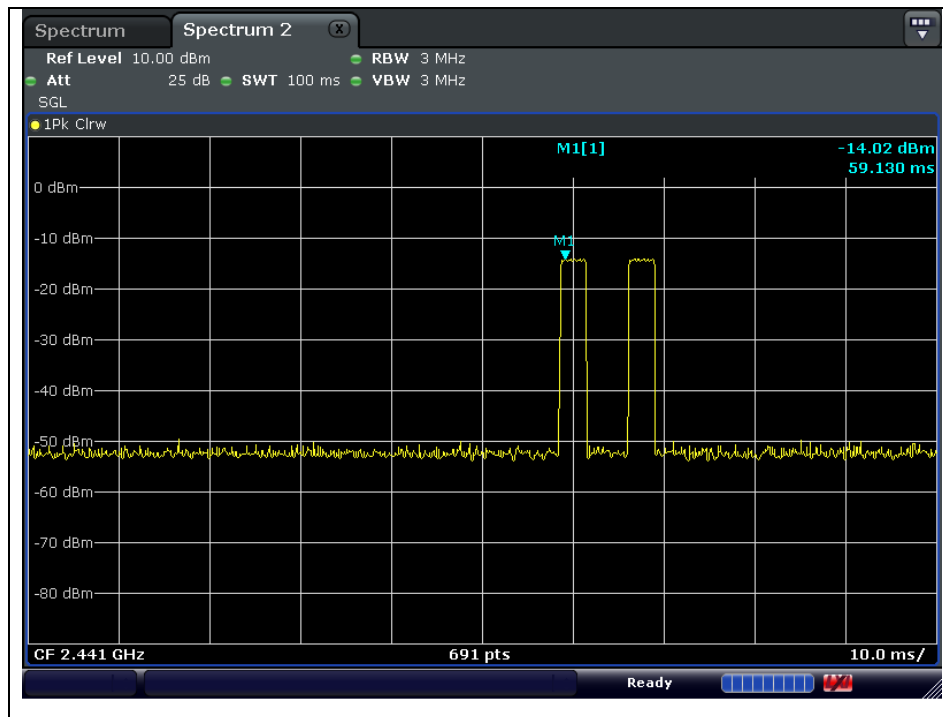 Spectrum Spectrum 2 X
Ref Level 10.00 dBm RBW 3 MHz
Att 25 dB SWT 100 ms VBW 3 MHz
SGL
1Pk Clrw
M1[1] -14.02 dBm
59.130 ms
0 dBm
-10 dBm
M1
-20 dBm
-30 dBm
-40 dBm
-50 dBm
-60 dBm
-70 dBm
-80 dBm
CF 2.441 GHz 691 pts 10.0 ms/
Ready